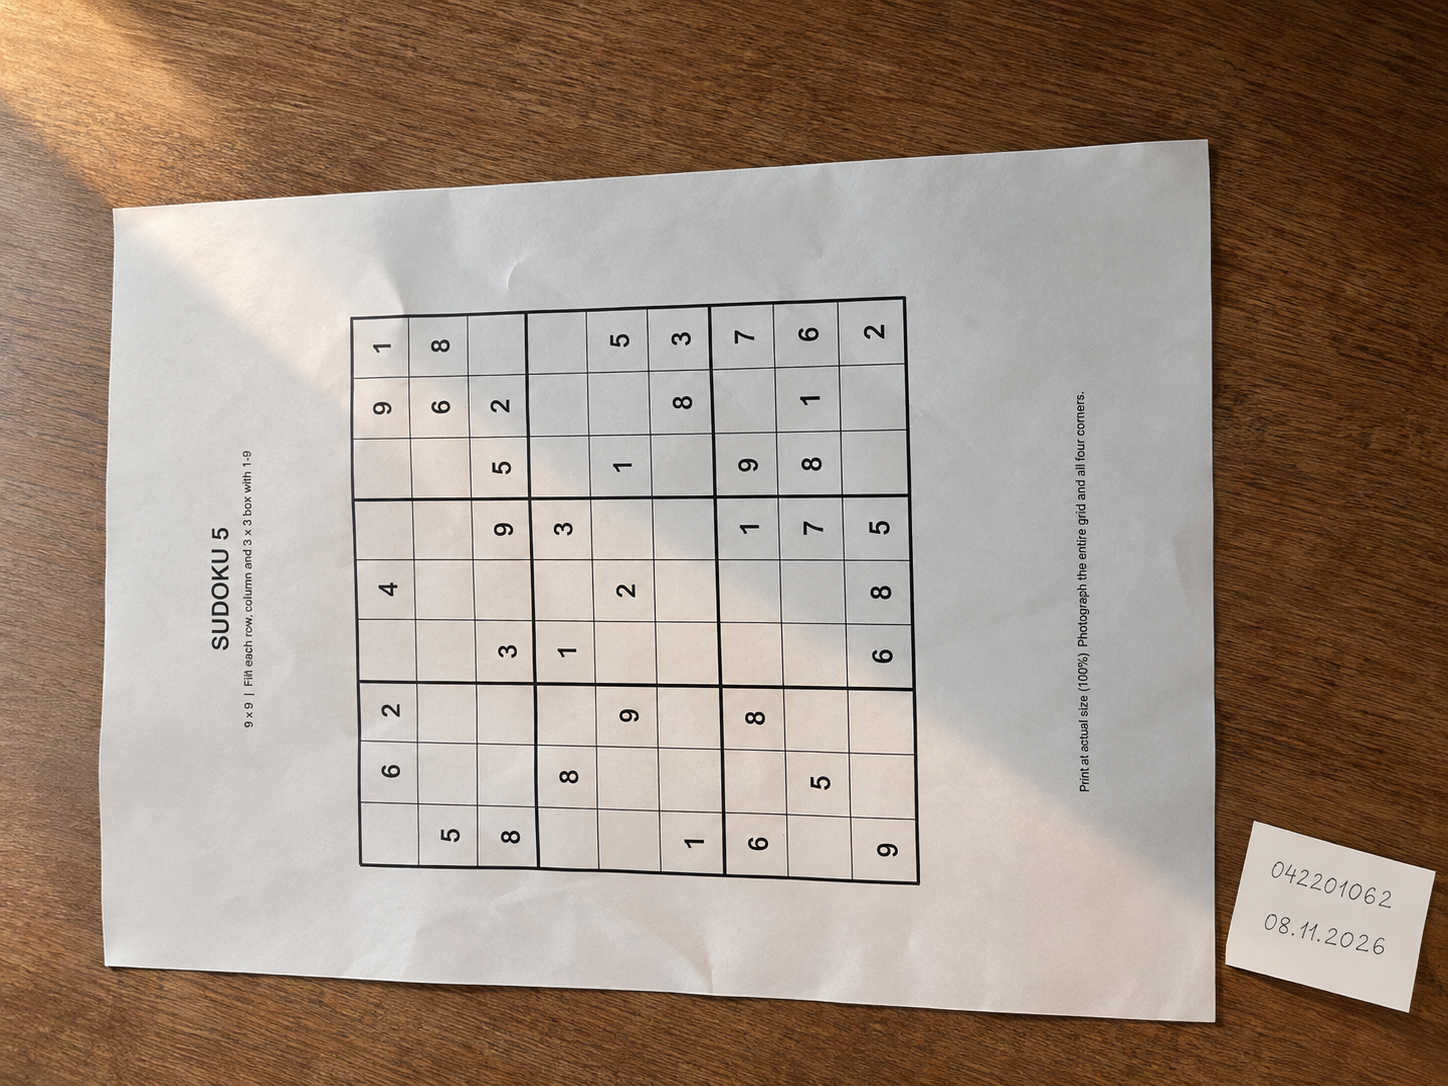 SUDOKU 5
9 x 9 | Fill each row, column and 3 x 3 box with 1-9
6 2 4 9 1
5 6 8
8 3 9 5 2
8 1 3
9 2 1 5
1 8 3
6 8 1 9 7
5 7 8 1 6
9 6 8 5 2
Print at actual size (100%) Photograph the entire grid and all four corners.
042201062
08.11.2026